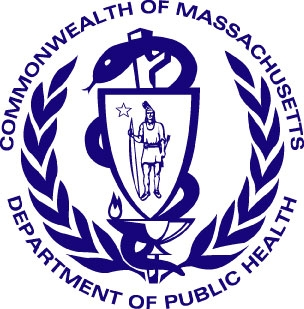 COMMONWEALTH OF MASSACHUSETTS
DEPARTMENT OF PUBLIC HEALTH